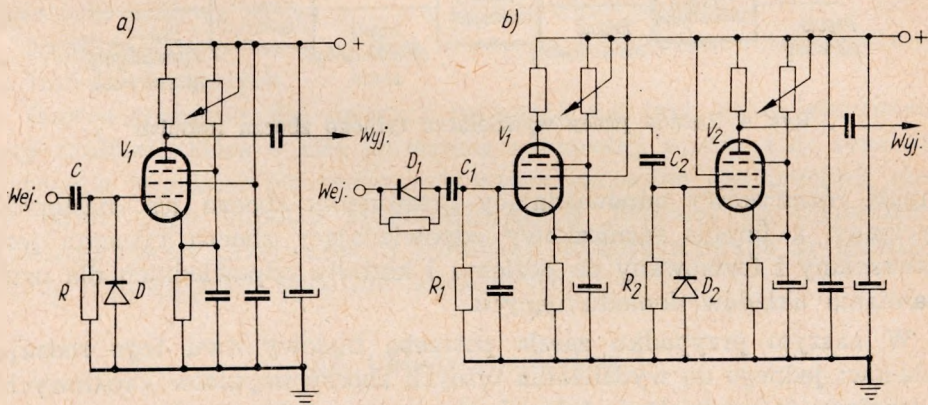 a)
+
V1
Wyj.
C
Wej.
R
D
b)
+
V1
V2
Wyj.
C2
D1
C1
Wej.
R1
R2
D2